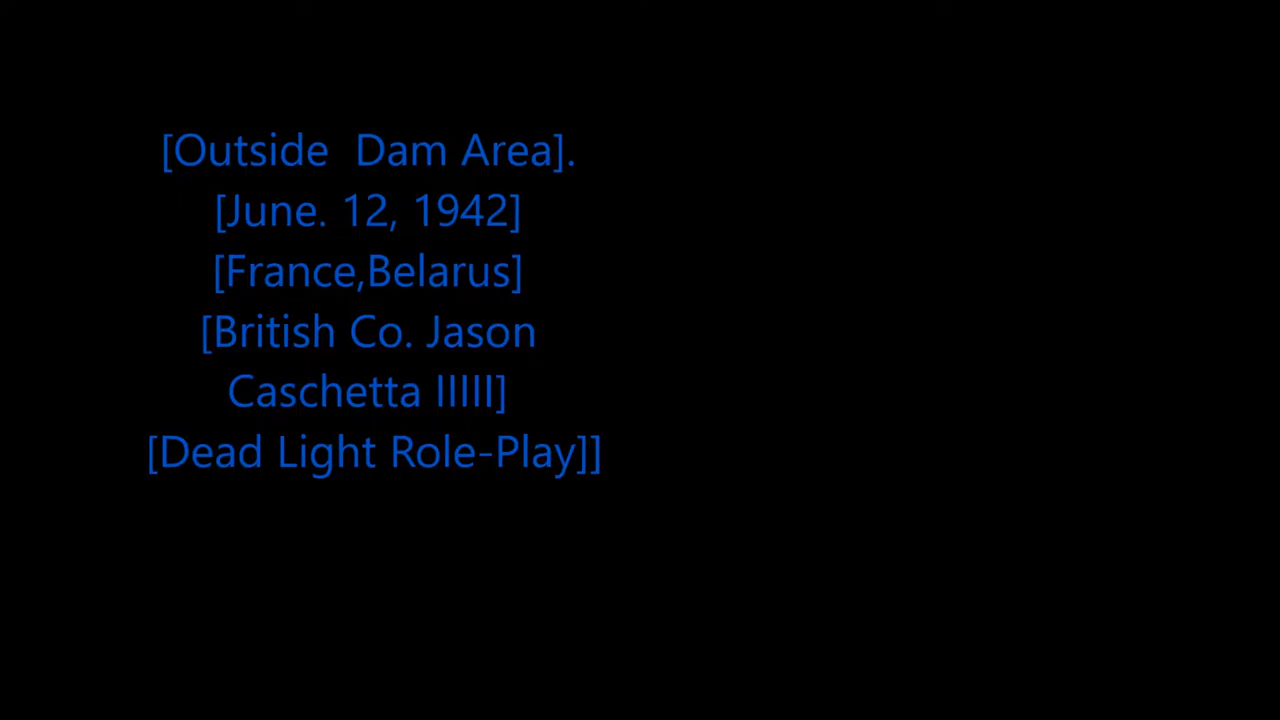 [Outside  Dam Area].
[June. 12, 1942]
[France,Belarus]
[British Co. Jason
Caschetta IIIII]
[Dead Light Role-Play]]